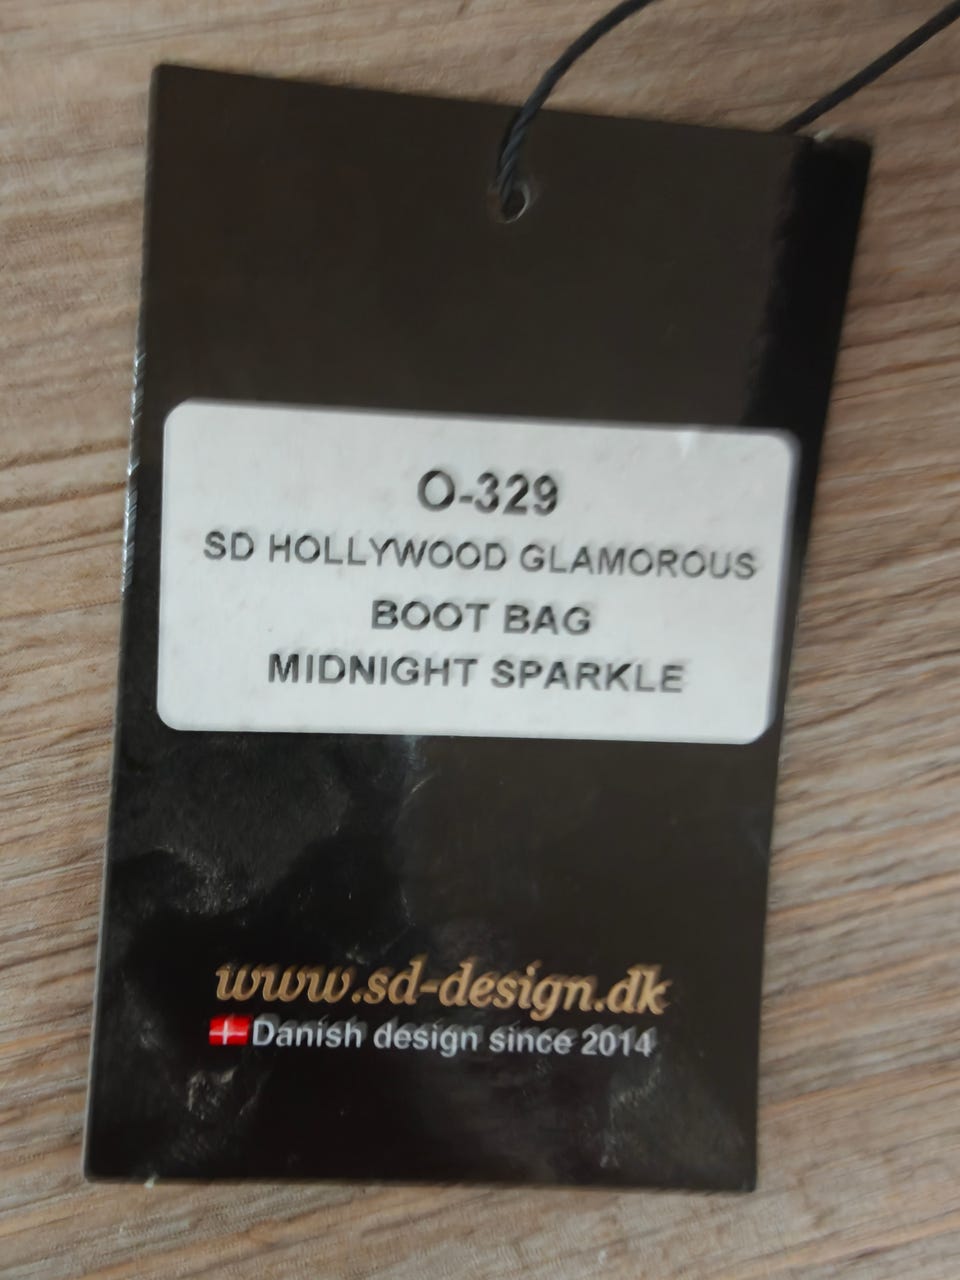 O-329
SD HOLLYWOOD GLAMOROUS
BOOT BAG
MIDNIGHT SPARKLE
www.sd-design.dk
Danish design since 2014